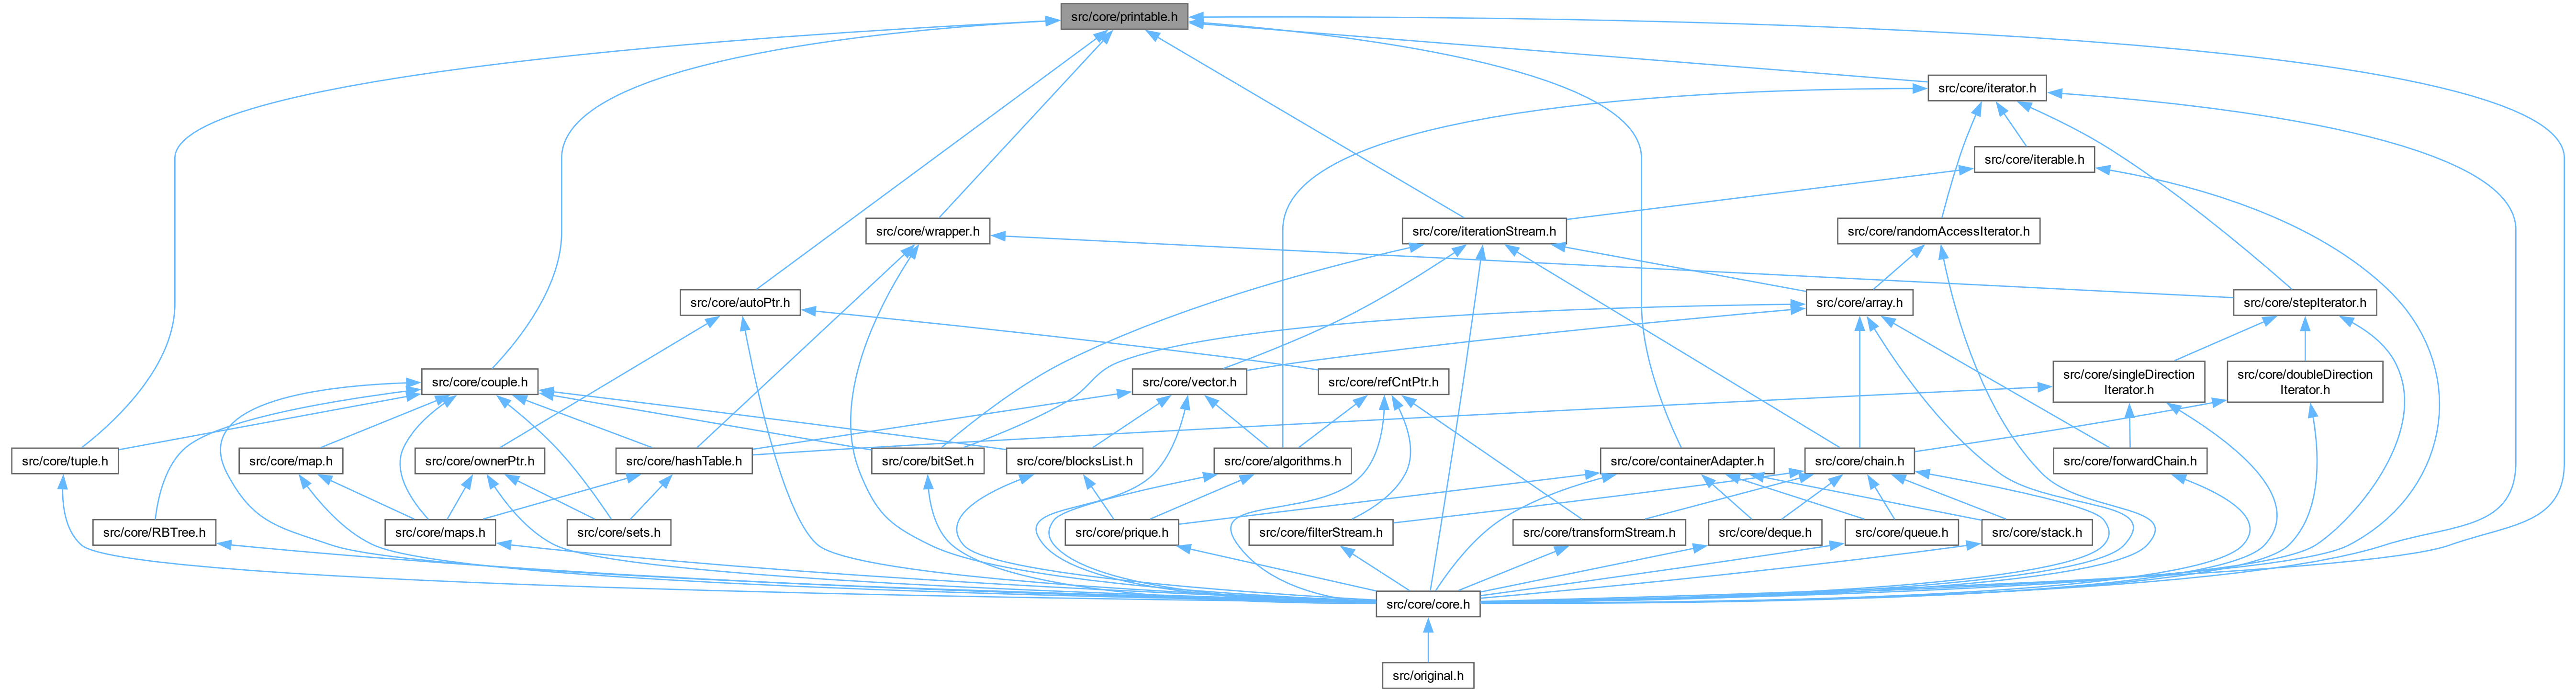 src/core/printable.h
src/core/iterator.h
src/core/iterable.h
src/core/wrapper.h
src/core/iterationStream.h
src/core/randomAccessIterator.h
src/core/autoPtr.h
src/core/array.h
src/core/stepIterator.h
src/core/couple.h
src/core/vector.h
src/core/refCntPtr.h
src/core/singleDirection
Iterator.h
src/core/doubleDirection
Iterator.h
src/core/tuple.h
src/core/map.h
src/core/ownerPtr.h
src/core/hashTable.h
src/core/bitSet.h
src/core/blocksList.h
src/core/algorithms.h
src/core/containerAdapter.h
src/core/chain.h
src/core/forwardChain.h
src/core/RBTree.h
src/core/maps.h
src/core/sets.h
src/core/prique.h
src/core/filterStream.h
src/core/transformStream.h
src/core/deque.h
src/core/queue.h
src/core/stack.h
src/core/core.h
src/original.h